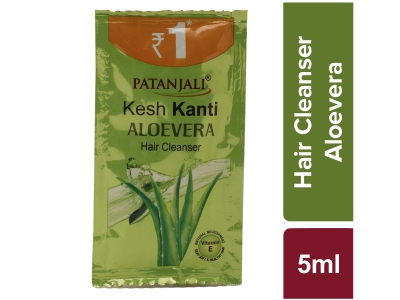 ₹1*
PATANJALI®
Kesh Kanti
ALOEVERA
Hair Cleanser
Vitamin
E
Hair Cleanser
Aloevera
5ml